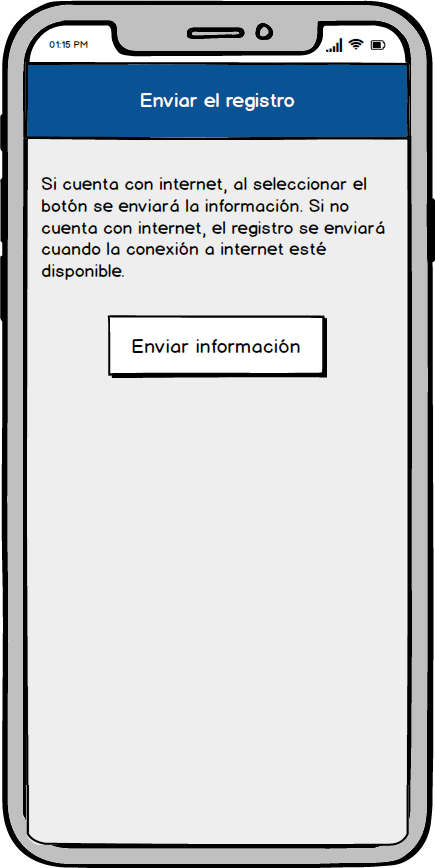 01:15 PM
Enviar el registro
Si cuenta con internet, al seleccionar el
botón se enviará la información. Si no
cuenta con internet, el registro se enviará
cuando la conexión a internet esté
disponible.
Enviar información